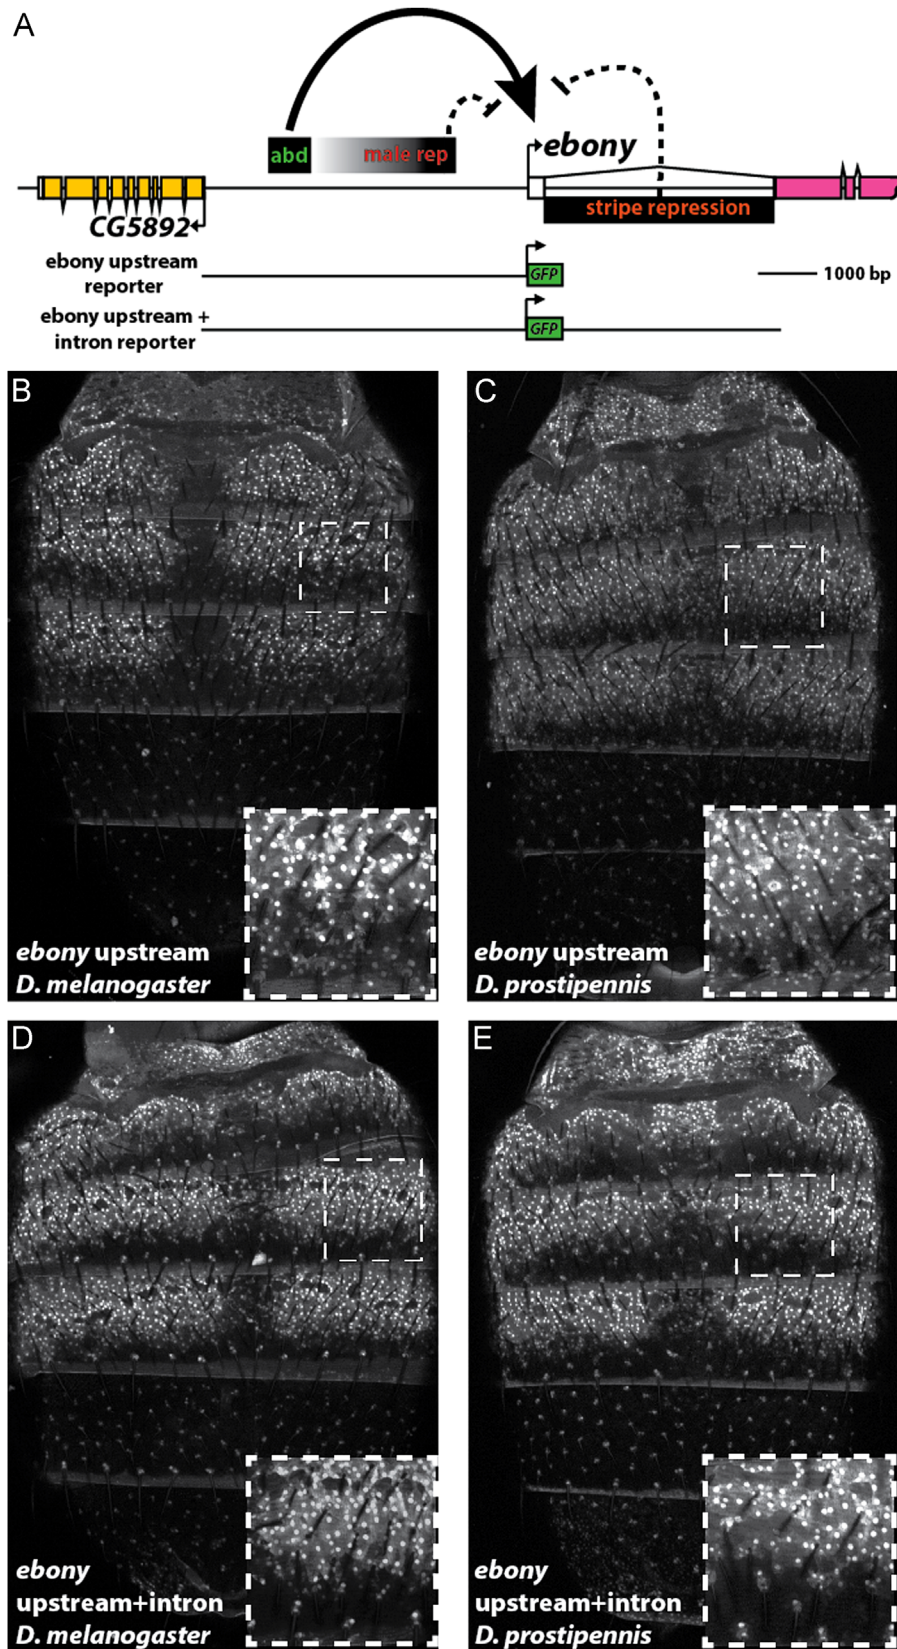 A
abd
male rep
ebony
stripe repression
CG5892
ebony upstream
reporter
GFP
1000 bp
ebony upstream +
intron reporter
GFP
B
ebony upstream
D. melanogaster
C
ebony upstream
D. prostipennis
D
ebony
upstream+intron
D. melanogaster
E
ebony
upstream+intron
D. prostipennis